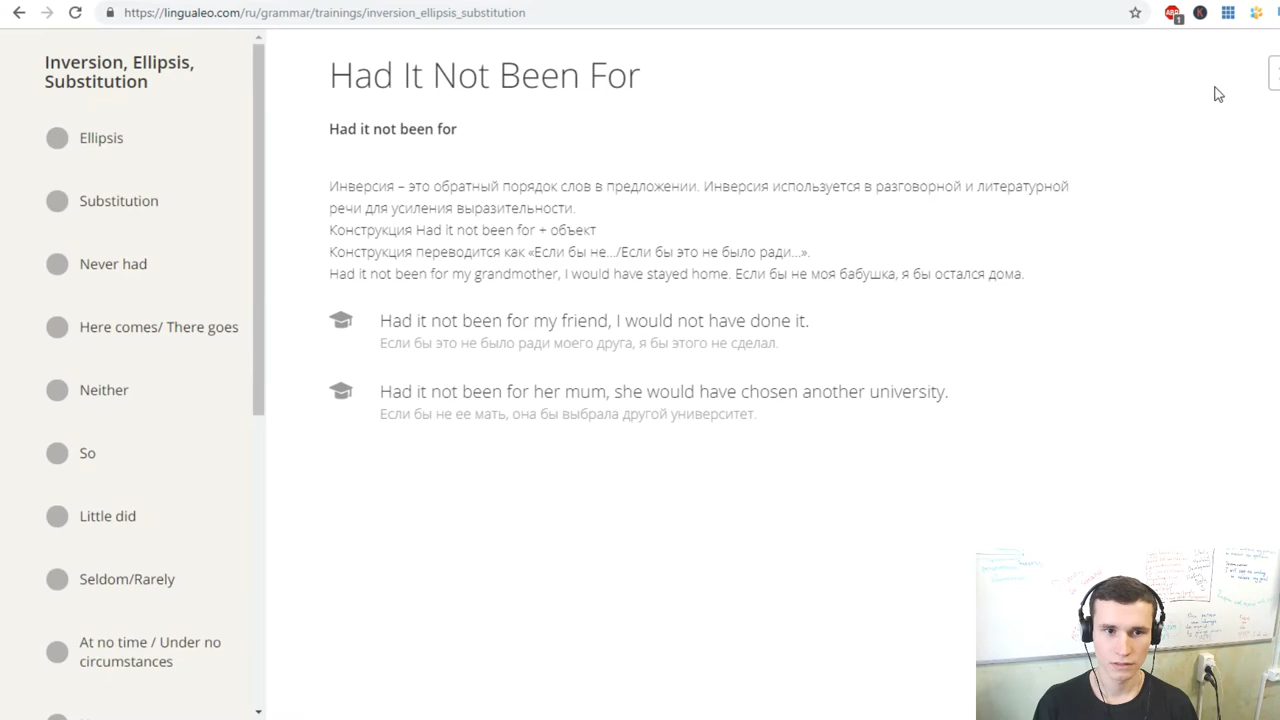 https://lingualeo.com/ru/grammar/trainings/inversion_ellipsis_substitution
ABP
1
K
Inversion, Ellipsis,
Substitution
Ellipsis
Substitution
Never had
Here comes/ There goes
Neither
So
Little did
Seldom/Rarely
At no time / Under no
circumstances
Had It Not Been For
Had it not been for
Инверсия – это обратный порядок слов в предложении. Инверсия используется в разговорной и литературной
речи для усиления выразительности.
Конструкция Had it not been for + объект
Конструкция переводится как «Если бы не.../Если бы это не было ради...».
Had it not been for my grandmother, I would have stayed home. Если бы не моя бабушка, я бы остался дома.
Had it not been for my friend, I would not have done it.
Если бы это не было ради моего друга, я бы этого не сделал.
Had it not been for her mum, she would have chosen another university.
Если бы не ее мать, она бы выбрала другой университет.